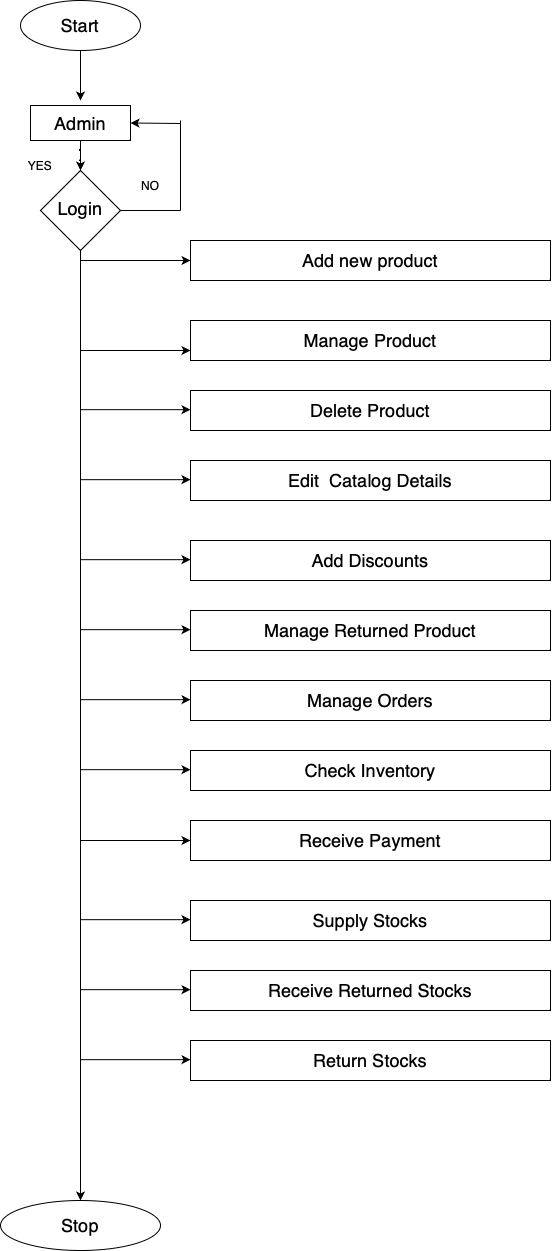 Start
Admin
YES
NO
Login
Add new product
Manage Product
Delete Product
Edit  Catalog Details
Add Discounts
Manage Returned Product
Manage Orders
Check Inventory
Receive Payment
Supply Stocks
Receive Returned Stocks
Return Stocks
Stop